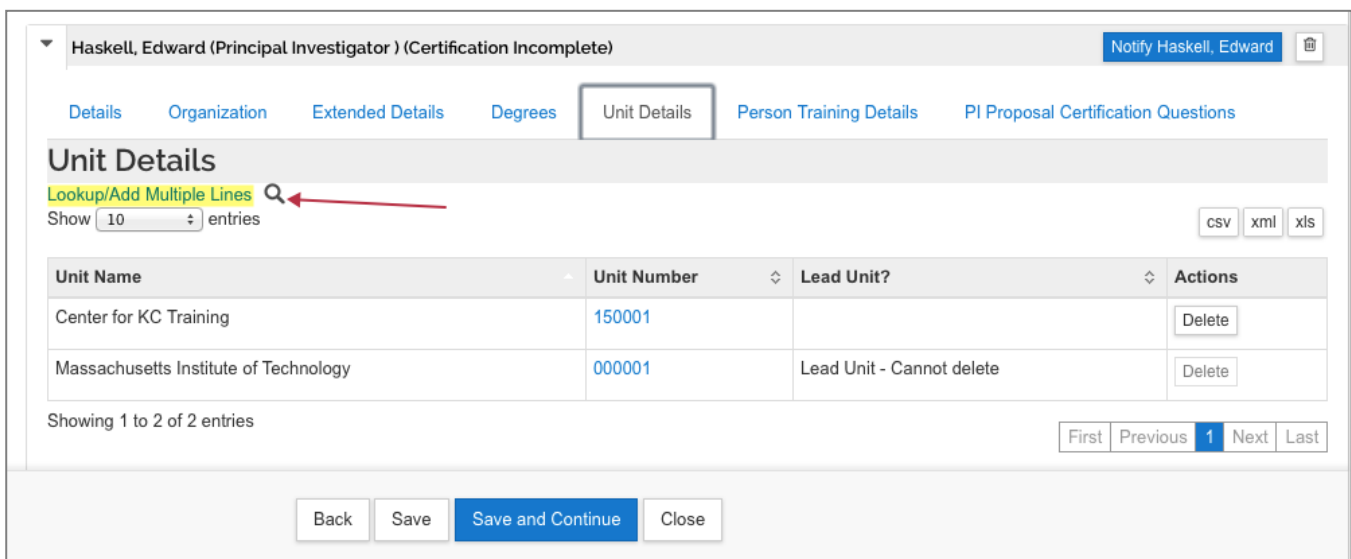 Haskell, Edward (Principal Investigator ) (Certification Incomplete) Notify Haskell, Edward
Details Organization Extended Details Degrees Unit Details Person Training Details PI Proposal Certification Questions
Unit Details
Lookup/Add Multiple Lines
Show 10 entries csv xml xls
Unit Name Unit Number Lead Unit? Actions
Center for KC Training 150001 Delete
Massachusetts Institute of Technology 000001 Lead Unit - Cannot delete Delete
Showing 1 to 2 of 2 entries
First Previous 1 Next Last
Back Save Save and Continue Close